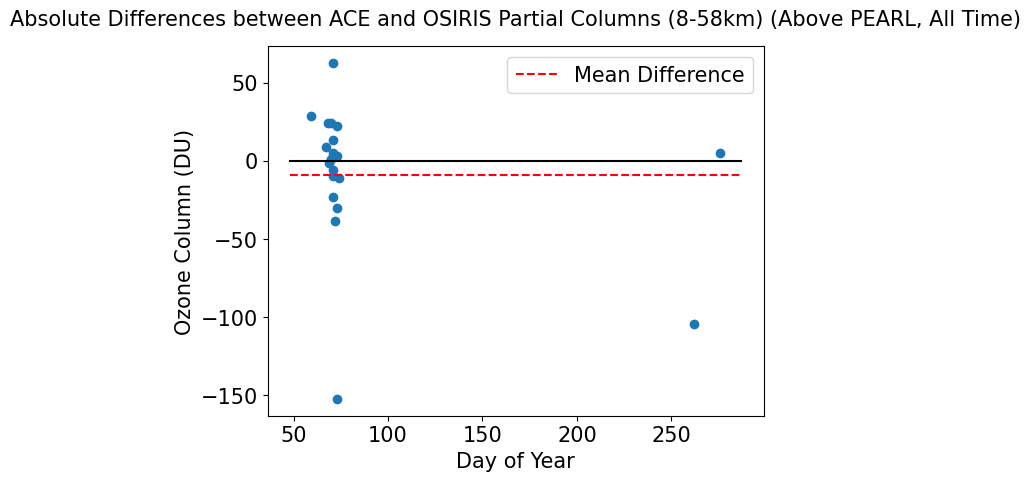 Absolute Differences between ACE and OSIRIS Partial Columns (8-58km) (Above PEARL, All Time)
Mean Difference
50
0
−50
−100
−150
Ozone Column (DU)
50 100 150 200 250
Day of Year